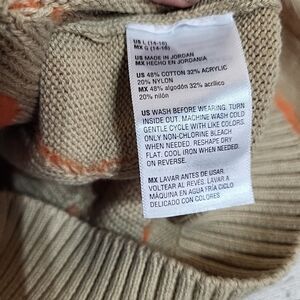 US L (14-16)
MX G (14-16)
US MADE IN JORDAN
MX HECHO EN JORDANIA
US 48% COTTON 32% ACRYLIC
20% NYLON
MX 48% algodón 32% acrílico
20% nilón
US WASH BEFORE WEARING. TURN
INSIDE OUT. MACHINE WASH COLD
GENTLE CYCLE WITH LIKE COLORS.
ONLY NON-CHLORINE BLEACH
WHEN NEEDED. RESHAPE DRY
FLAT. COOL IRON WHEN NEEDED
ON REVERSE.
MX LAVAR ANTES DE USAR
VOLTEAR AL REVÉS. LAVAR A
MÁQUINA EN AGUA FRÍA CICLO
DELICADO CON COLORES